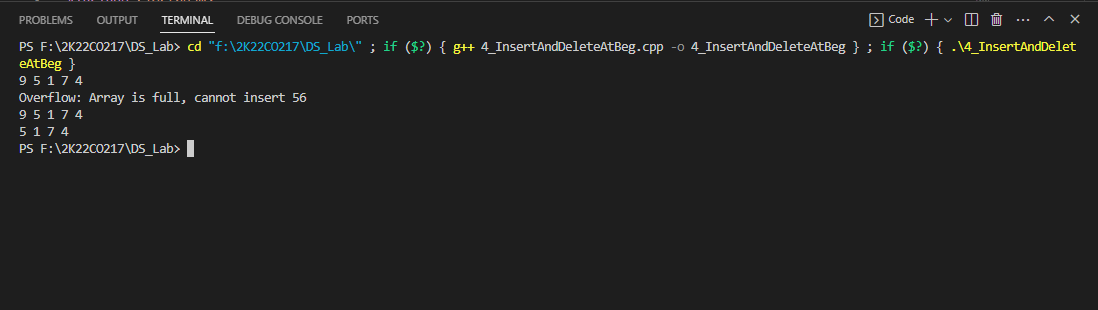 PROBLEMS OUTPUT TERMINAL DEBUG CONSOLE PORTS Code
PS F:\2K22CO217\DS_Lab> cd "f:\2K22CO217\DS_Lab\" ; if ($?) { g++ 4_InsertAndDeleteAtBeg.cpp -o 4_InsertAndDeleteAtBeg } ; if ($?) { .\4_InsertAndDelet
eAtBeg }
9 5 1 7 4
Overflow: Array is full, cannot insert 56
9 5 1 7 4
5 1 7 4
PS F:\2K22CO217\DS_Lab>